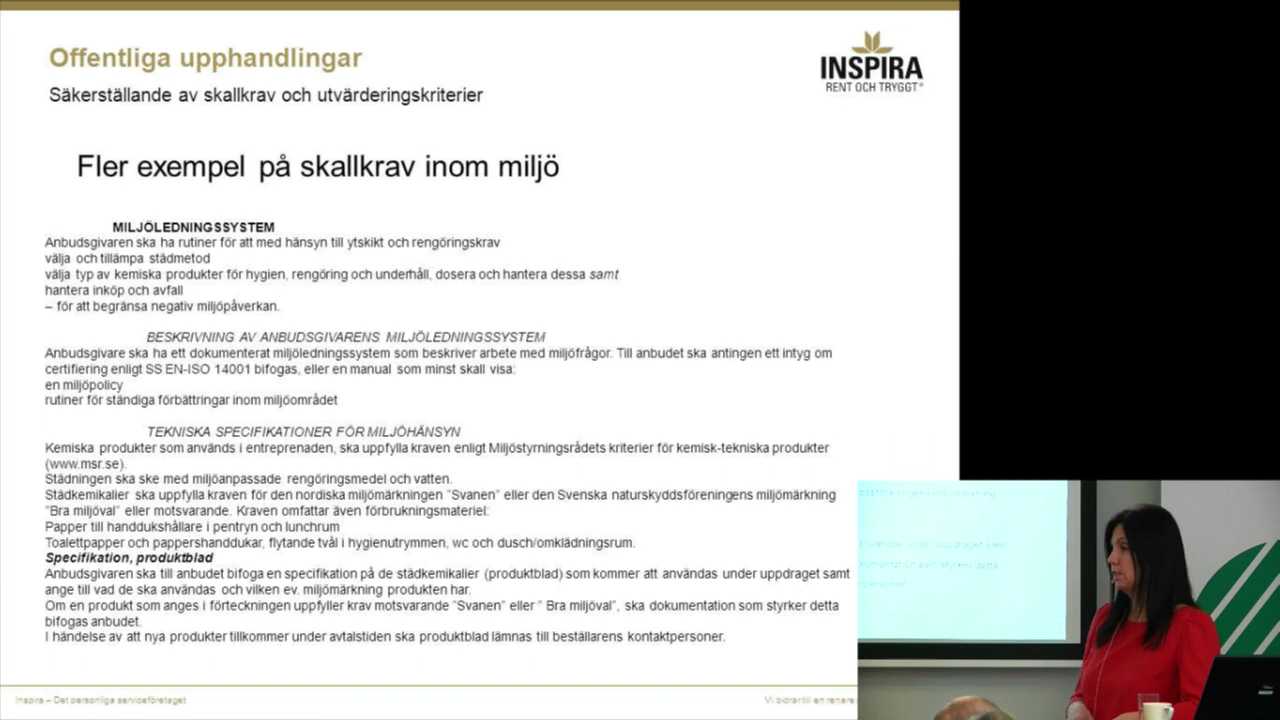 Offentliga upphandlingar
Säkerställande av skallkrav och utvärderingskriterier
INSPIRA
RENT OCH TRYGGT®
Fler exempel på skallkrav inom miljö
MILJÖLEDNINGSSYSTEM
Anbudsgivaren ska ha rutiner för att med hänsyn till ytskikt och rengöringskrav
välja och tillämpa städmetod
välja typ av kemiska produkter för hygien, rengöring och underhåll, dosera och hantera dessa samt
hantera inköp och avfall
– för att begränsa negativ miljöpåverkan.
BESKRIVNING AV ANBUDSGIVARENS MILJÖLEDNINGSSYSTEM
Anbudsgivare ska ha ett dokumenterat miljöledningssystem som beskriver arbete med miljöfrågor. Till anbudet ska antingen ett intyg om
certifiering enligt SS EN-ISO 14001 bifogas, eller en manual som minst skall visa:
en miljöpolicy
rutiner för ständiga förbättringar inom miljöområdet
TEKNISKA SPECIFIKATIONER FÖR MILJÖHÄNSYN
Kemiska produkter som används i entreprenaden, ska uppfylla kraven enligt Miljöstyrningsrådets kriterier för kemisk-tekniska produkter
(www.msr.se).
Städningen ska ske med miljöanpassade rengöringsmedel och vatten.
Städkemikalier ska uppfylla kraven för den nordiska miljömärkningen "Svanen" eller den Svenska naturskyddsföreningens miljömärkning
"Bra miljöval" eller motsvarande. Kraven omfattar även förbrukningsmateriel:
Papper till handdukshållare i pentryn och lunchrum
Toalettpapper och pappershanddukar, flytande tvål i hygienutrymmen, wc och dusch/omklädningsrum.
Specifikation, produktblad
Anbudsgivaren ska till anbudet bifoga en specifikation på de städkemikalier (produktblad) som kommer att användas under uppdraget samt
ange till vad de ska användas och vilken ev. miljömärkning produkten har.
Om en produkt som anges i förteckningen uppfyller krav motsvarande "Svanen" eller " Bra miljöval", ska dokumentation som styrker detta
bifogas anbudet.
I händelse av att nya produkter tillkommer under avtalstiden ska produktblad lämnas till beställarens kontaktpersoner.
Inspira – Det personliga serviceföretaget
Vi bidrar till en renare